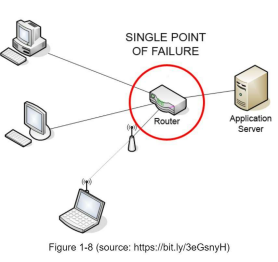 SINGLE POINT
OF FAILURE
Router
Application
Server
Figure 1-8 (source: https://bit.ly/3eGsnyH)